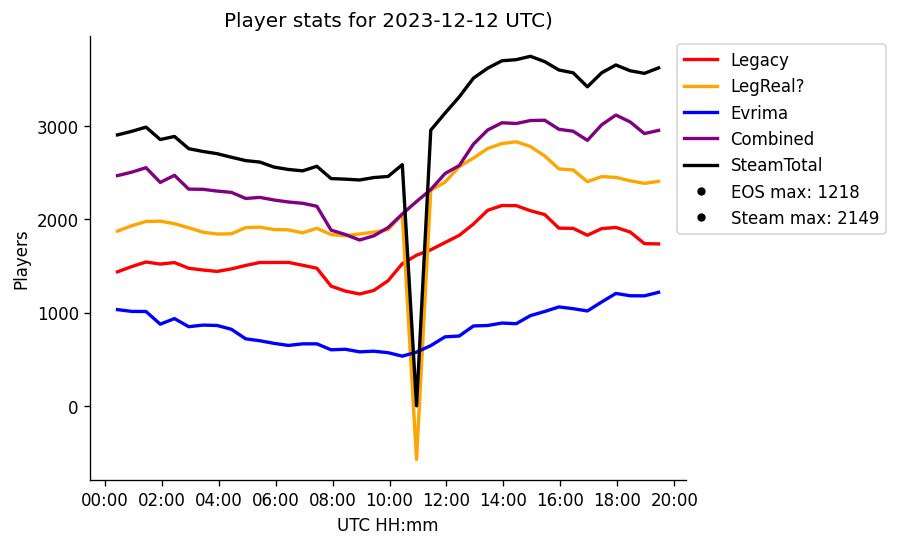 Player stats for 2023-12-12 UTC)
Players
3000
2000
1000
0
00:00 02:00 04:00 06:00 08:00 10:00 12:00 14:00 16:00 18:00 20:00
UTC HH:mm
Legacy
LegReal?
Evrima
Combined
SteamTotal
EOS max: 1218
Steam max: 2149